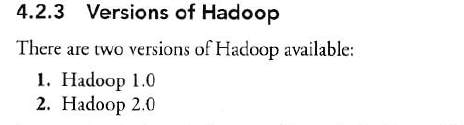 4.2.3 Versions of Hadoop
There are two versions of Hadoop available:
1. Hadoop 1.0
2. Hadoop 2.0